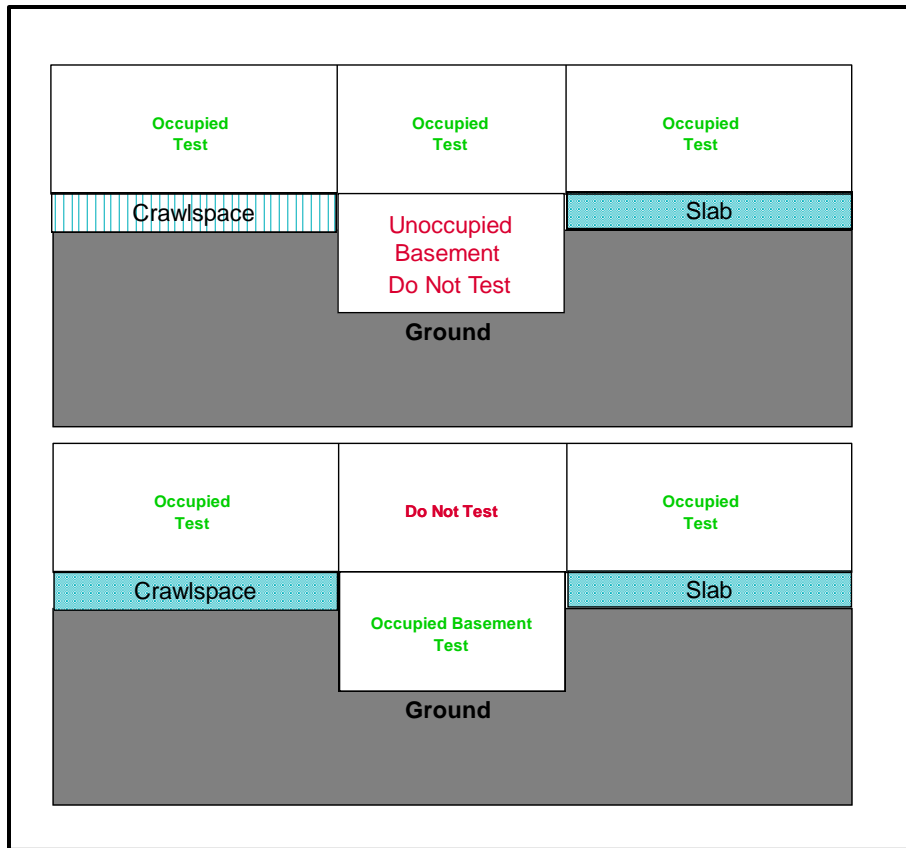 Occupied
Test
Occupied
Test
Occupied
Test
Crawlspace
Unoccupied
Basement
Do Not Test
Slab
Ground
Occupied
Test
Do Not Test
Occupied
Test
Crawlspace
Occupied Basement
Test
Slab
Ground